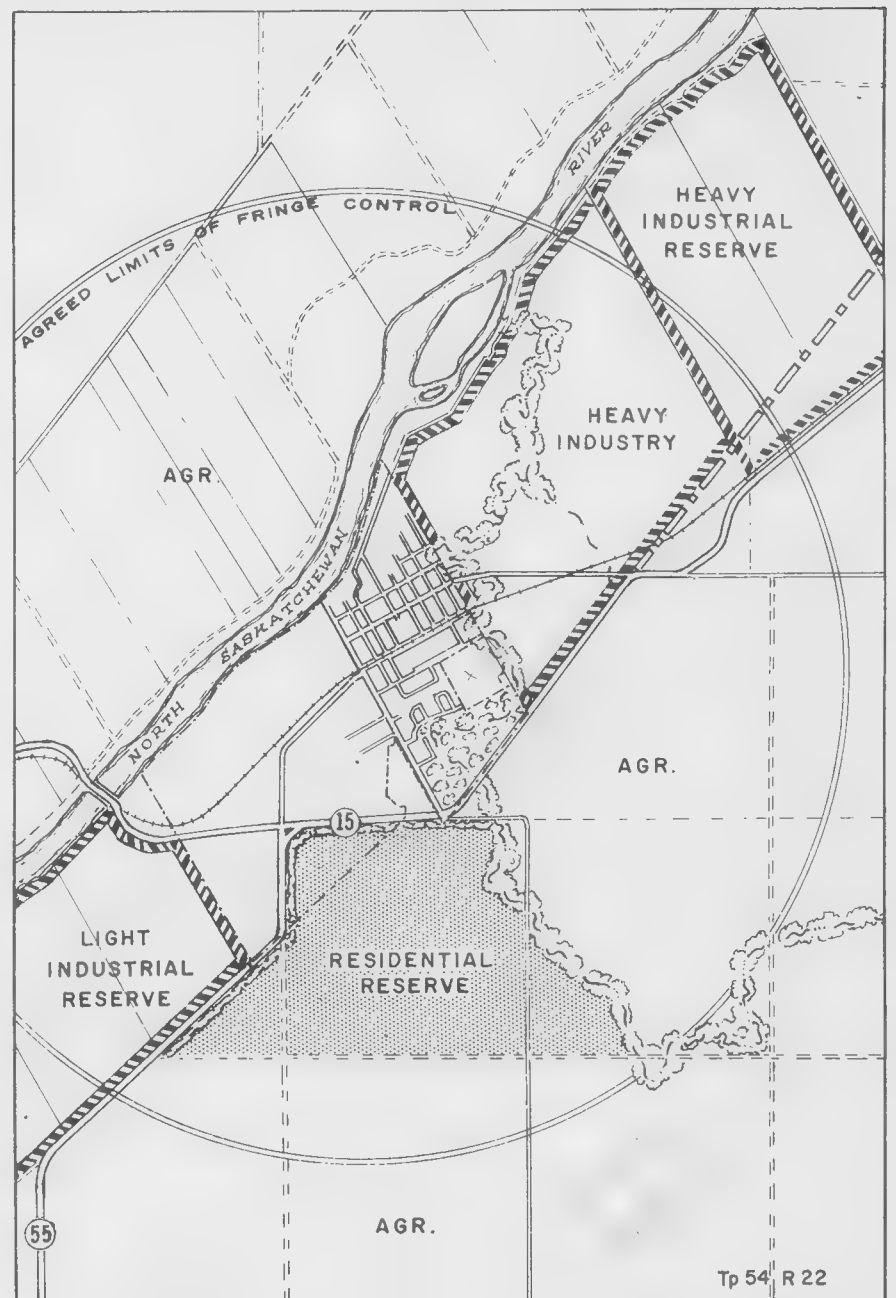 RIVER
HEAVY
INDUSTRIAL
RESERVE
AGREED LIMITS OF FRINGE CONTROL
HEAVY
INDUSTRY
AGR.
NORTH SASKATCHEWAN
AGR.
15
LIGHT
INDUSTRIAL
RESERVE
RESIDENTIAL
RESERVE
55
AGR.
Tp 54 R 22